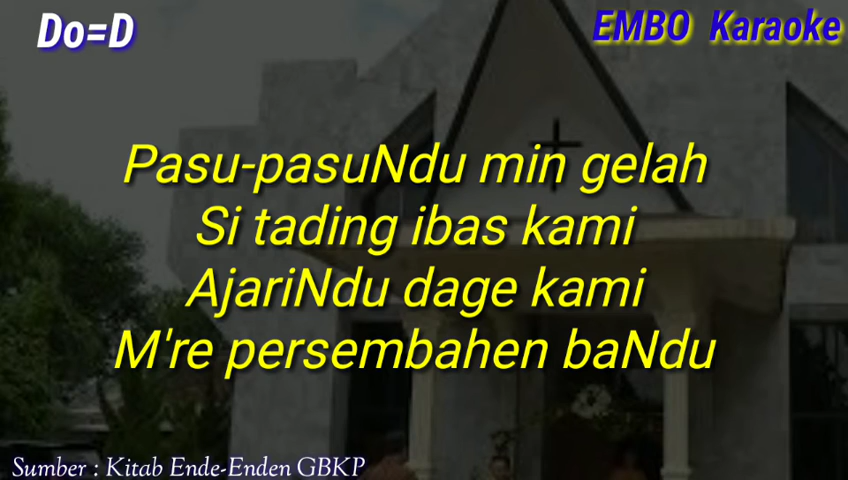 Do=D
EMBO Karaoke
Pasu-pasuNdu min gelah
Si tading ibas kami
AjariNdu dage kami
M're persembahen baNdu
Sumber : Kitab Ende-Enden GBKP